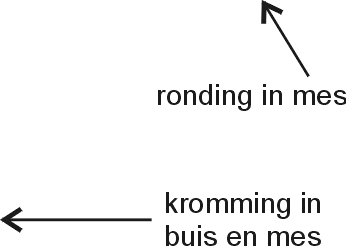 ronding in mes
kromming in
buis en mes